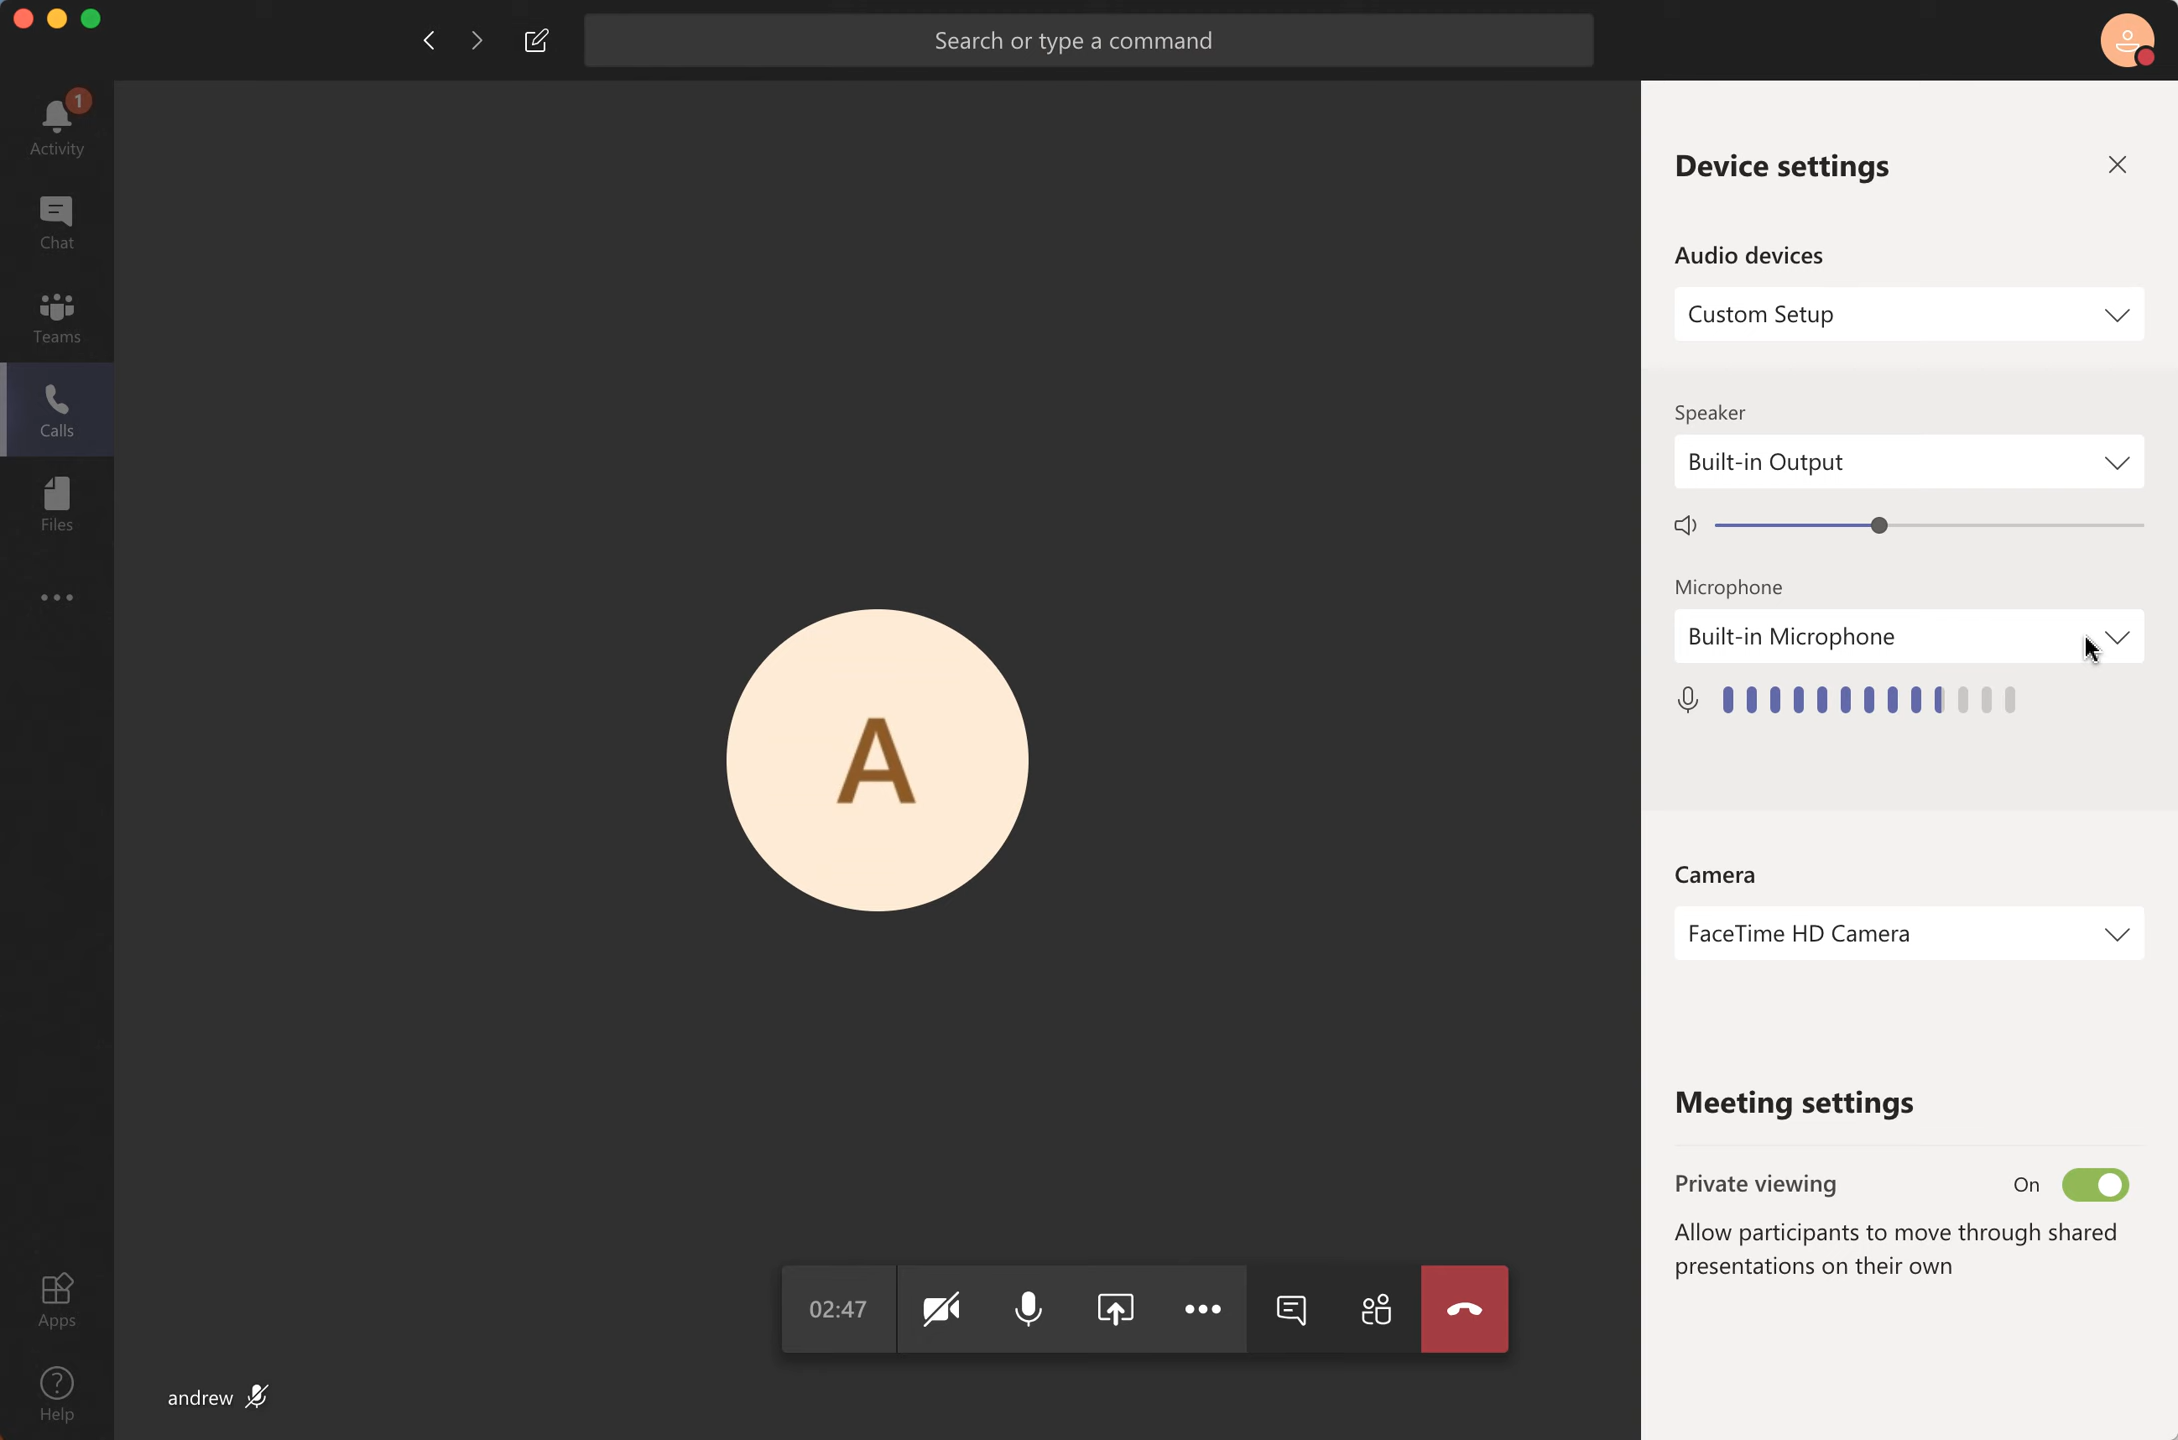 Search or type a command
1
Activity
Chat
Teams
Calls
Files
Apps
Help
A
andrew
02:47
Device settings
Audio devices
Custom Setup
Speaker
Built-in Output
Microphone
Built-in Microphone
Camera
FaceTime HD Camera
Meeting settings
Private viewing On
Allow participants to move through shared
presentations on their own